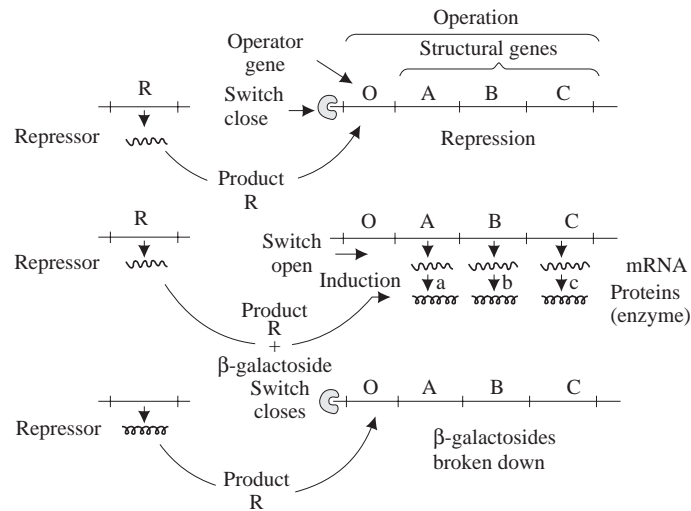 Operation
Operator
gene
Structural genes
R
Switch
close
O A B C
Repressor
Repression
Product
R
R
O A B C
Switch
open
Repressor
mRNA
Induction
a b c
Proteins
(enzyme)
Product
R
+
β-galactoside
Switch
closes
O A B C
Repressor
β-galactosides
broken down
Product
R